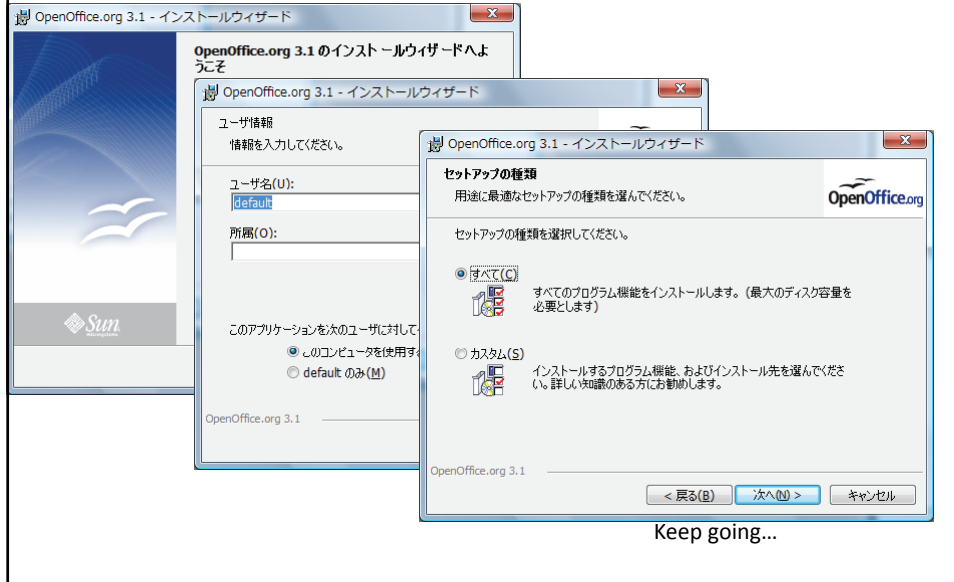 OpenOffice.org 3.1 - インストールウィザード
OpenOffice.org 3.1 のインストールウィザードへよ
うこそ
Sun
microsystems
OpenOffice.org 3.1 - インストールウィザード
ユーザ情報
情報を入力してください。
ユーザ名(U):
default
所属(O):
このアプリケーションを次のユーザに対して
このコンピュータを使用す
default のみ(M)
OpenOffice.org 3.1
OpenOffice.org 3.1 - インストールウィザード
セットアップの種類
用途に最適なセットアップの種類を選んでください。
OpenOffice.org
セットアップの種類を選択してください。
すべて(C)
すべてのプログラム機能をインストールします。(最大のディスク容量を
必要とします)
カスタム(S)
インストールするプログラム機能、およびインストール先を選んでくださ
い。詳しい知識のある方にお勧めします。
OpenOffice.org 3.1
< 戻る(B)
次へ(N) >
キャンセル
Keep going…